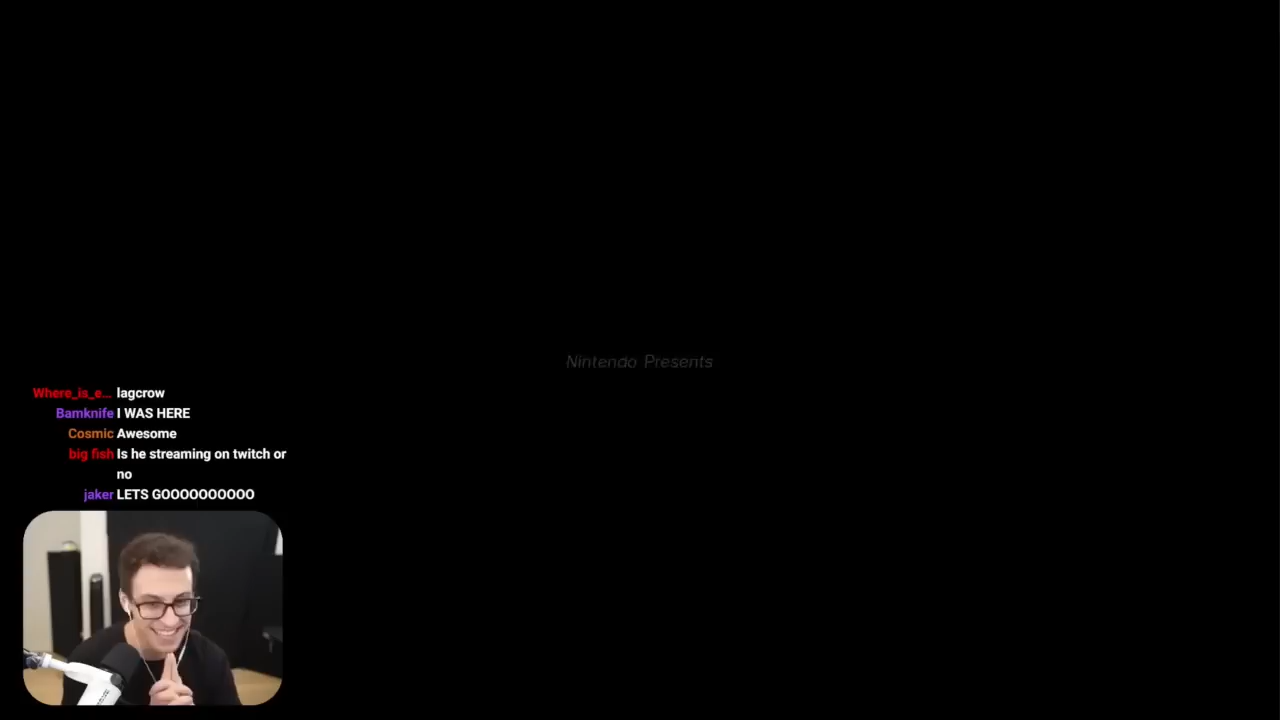 Nintendo Presents
Where_is_e... lagcrow
Bamknife I WAS HERE
Cosmic Awesome
big fish Is he streaming on twitch or
no
jaker LETS GOOOOOOOOOO